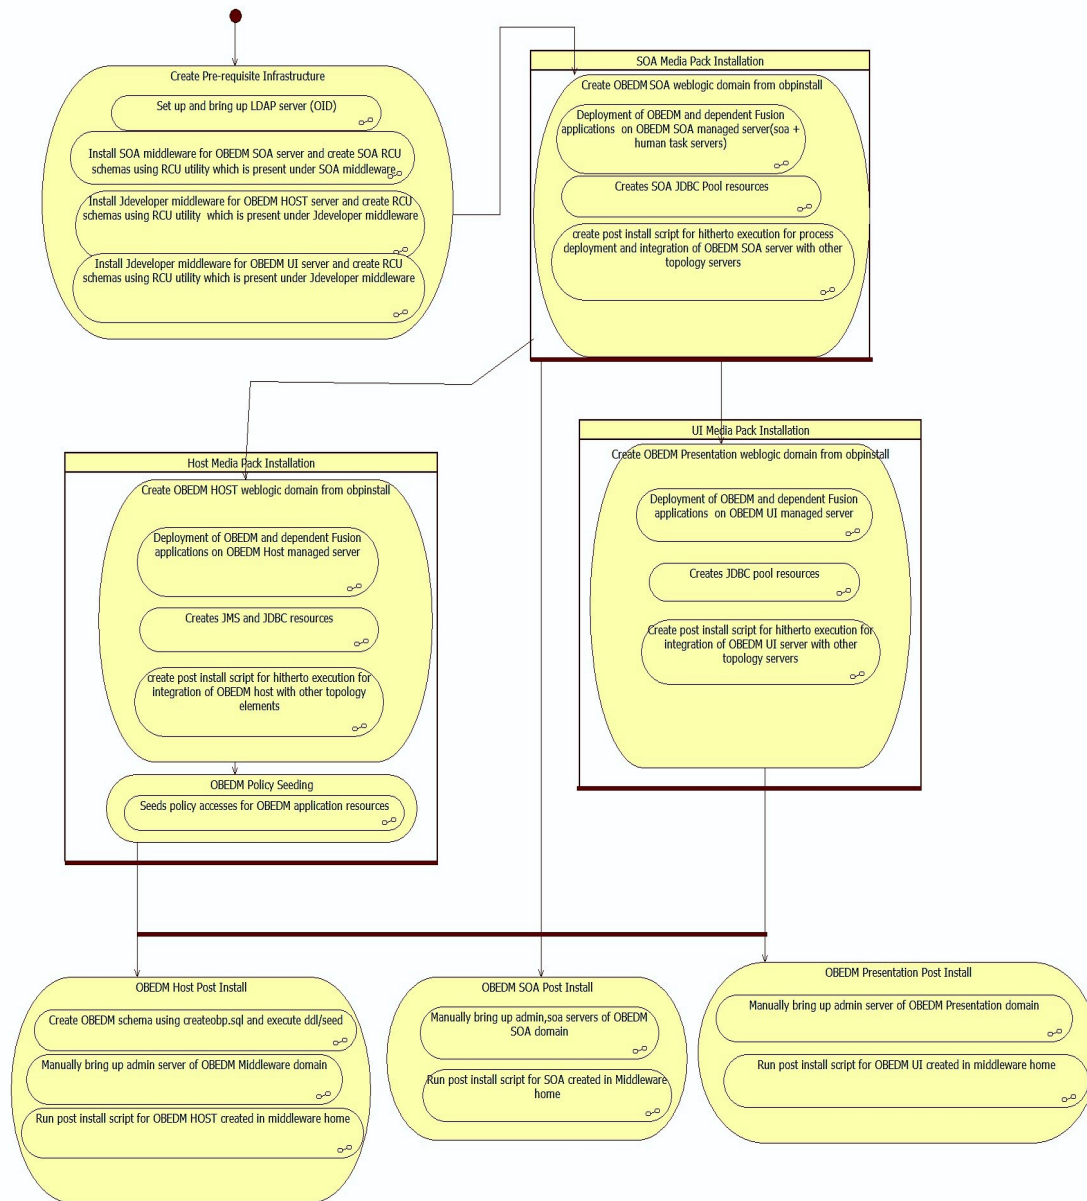 Create Pre-requisite Infrastructure
Set up and bring up LDAP server (OID)
Install SOA middleware for OBEDM SOA server and create SOA RCU
schemas using RCU utility which is present under SOA middleware
Install Jdeveloper middleware for OBEDM HOST server and create RCU
schemas using RCU utility  which is present under Jdeveloper middleware
Install Jdeveloper middleware for OBEDM UI server and create RCU
schemas using RCU utility which is present under Jdeveloper middleware
SOA Media Pack Installation
Create OBEDM SOA weblogic domain from obpinstall
Deployment of OBEDM and dependent Fusion
applications  on OBEDM SOA managed server(soa +
human task servers)
Creates SOA JDBC Pool resources
create post install script for hitherto execution for process
deployment and integration of OBEDM SOA server with other
topology servers
Host Media Pack Installation
Create OBEDM HOST weblogic domain from obpinstall
Deployment of OBEDM and dependent Fusion
applications on OBEDM Host managed server
Creates JMS and JDBC resources
create post install script for hitherto execution for
integration of OBEDM host with other topology
elements
OBEDM Policy Seeding
Seeds policy accesses for OBEDM application resources
UI Media Pack Installation
Create OBEDM Presentation weblogic domain from obpinstall
Deployment of OBEDM and dependent Fusion
applications  on OBEDM UI managed server
Creates JDBC pool resources
Create post install script for hitherto execution for
integration of OBEDM UI server with other
topology servers
OBEDM Host Post Install
Create OBEDM schema using createobp.sql and execute ddl/seed
Manually bring up admin server of OBEDM Middleware domain
Run post install script for OBEDM HOST created in middleware home
OBEDM SOA Post Install
Manually bring up admin,soa servers of OBEDM
SOA domain
Run post install script for SOA created in Middleware
home
OBEDM Presentation Post Install
Manually bring up admin server of OBEDM Presentation domain
Run post install script for OBEDM UI created in middleware home